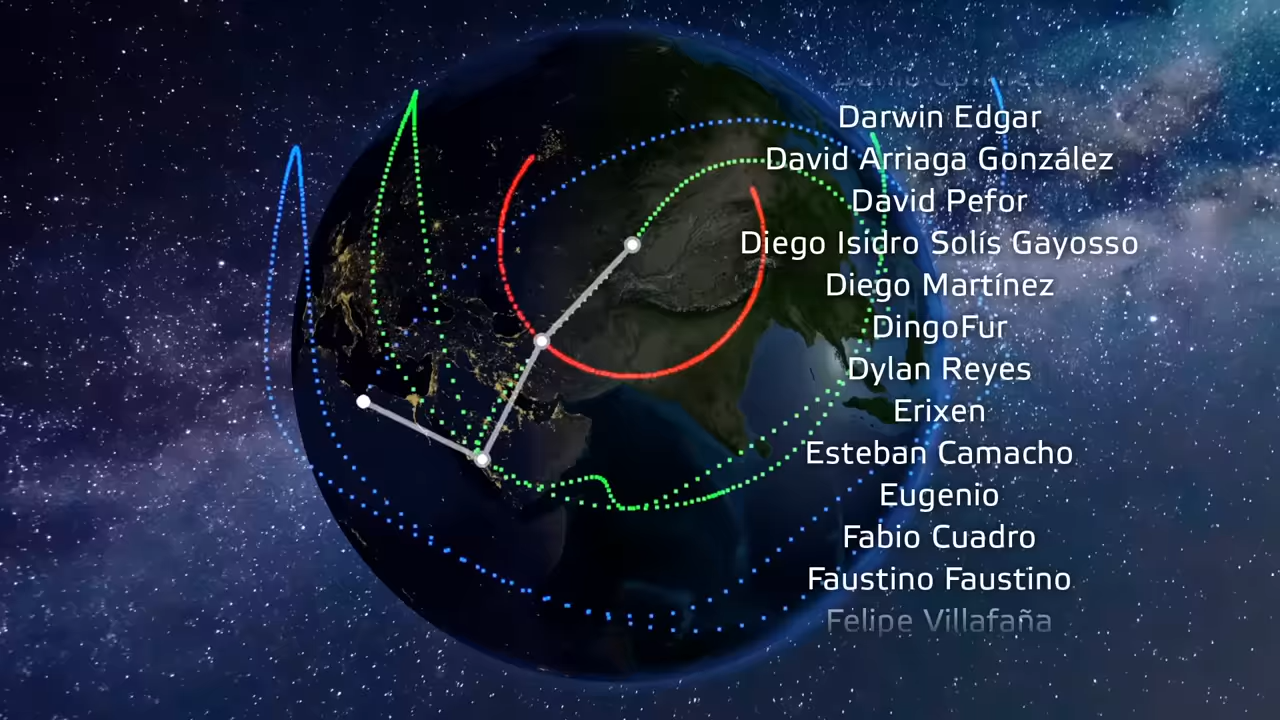 Darwin Edgar
David Arriaga González
David Pefor
Diego Isidro Solís Gayosso
Diego Martínez
DingoFur
Dylan Reyes
Erixen
Esteban Camacho
Eugenio
Fabio Cuadro
Faustino Faustino
Felipe Villafaña